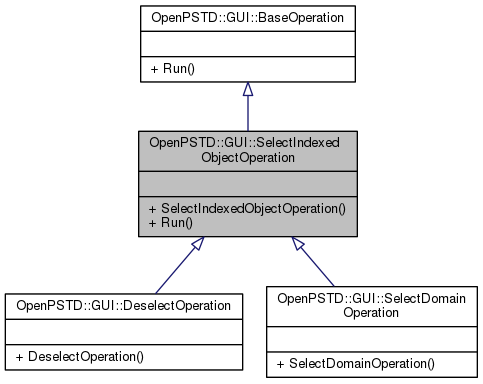 OpenPSTD::GUI::BaseOperation
+ Run()
OpenPSTD::GUI::SelectIndexed
ObjectOperation
+ SelectIndexedObjectOperation()
+ Run()
OpenPSTD::GUI::DeselectOperation
+ DeselectOperation()
OpenPSTD::GUI::SelectDomain
Operation
+ SelectDomainOperation()